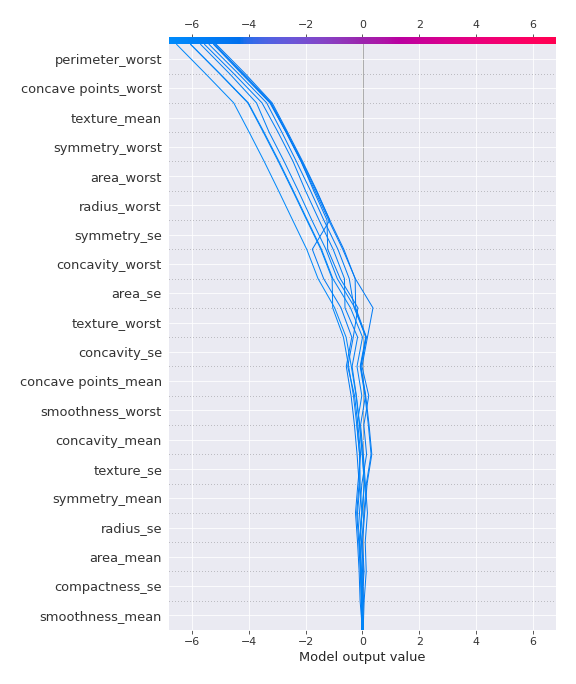 −6 −4 −2 0 2 4 6
perimeter_worst
concave points_worst
texture_mean
symmetry_worst
area_worst
radius_worst
symmetry_se
concavity_worst
area_se
texture_worst
concavity_se
concave points_mean
smoothness_worst
concavity_mean
texture_se
symmetry_mean
radius_se
area_mean
compactness_se
smoothness_mean
−6 −4 −2 0 2 4 6
Model output value